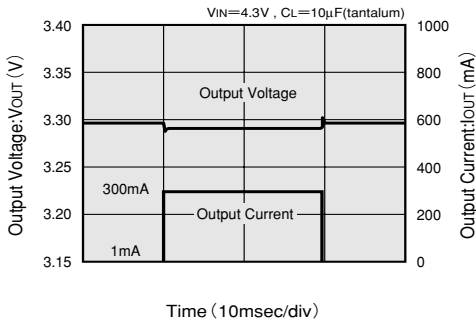 VIN=4.3V , CL=10μF(tantalum)
Output Voltage:VOUT (V)
3.40
3.35
3.30
3.25
3.20
3.15
Output Voltage
300mA
Output Current
1mA
1000
800
600
400
200
0
Output Current:IOUT (mA)
Time (10msec/div)